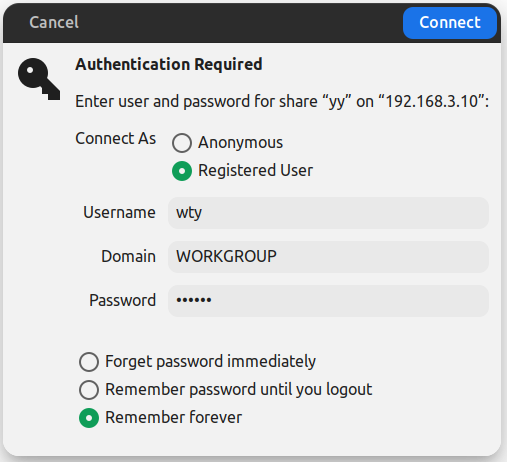 Cancel Connect
Authentication Required
Enter user and password for share “yy” on “192.168.3.10”:
Connect As Anonymous
Registered User
Username wty
Domain WORKGROUP
Password ••••••
Forget password immediately
Remember password until you logout
Remember forever